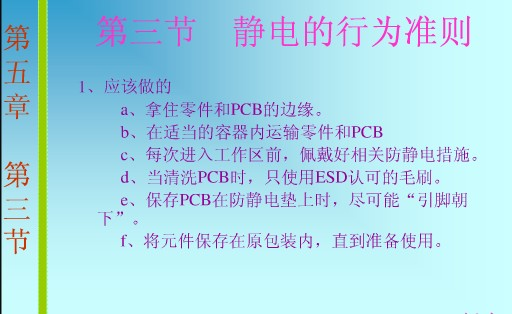 第五章 第三节
第三节 静电的行为准则
1、应该做的
a、拿住零件和PCB的边缘。
b、在适当的容器内运输零件和PCB
c、每次进入工作区前，佩戴好相关防静电措施。
d、当清洗PCB时，只使用ESD认可的毛刷。
e、保存PCB在防静电垫上时，尽可能“引脚朝
下”。
f、将元件保存在原包装内，直到准备使用。